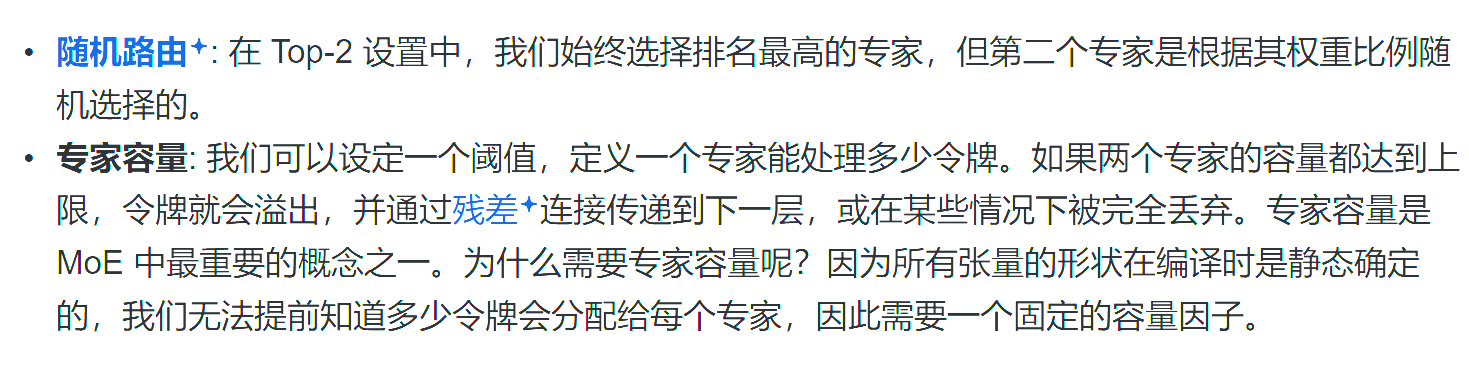 • 随机路由: 在 Top-2 设置中，我们始终选择排名最高的专家，但第二个专家是根据其权重比例随
机选择的。
• 专家容量: 我们可以设定一个阈值，定义一个专家能处理多少令牌。如果两个专家的容量都达到上
限，令牌就会溢出，并通过残差连接传递到下一层，或在某些情况下被完全丢弃。专家容量是
MoE 中最重要的概念之一。为什么需要专家容量呢？因为所有张量的形状在编译时是静态确定
的，我们无法提前知道多少令牌会分配给每个专家，因此需要一个固定的容量因子。